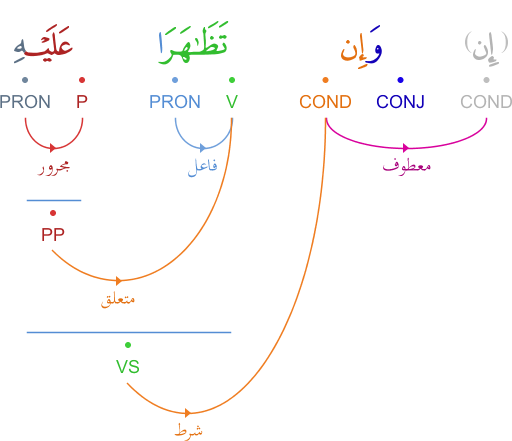 (إِن) وَإِن تَظَـٰهَرَا عَلَيْهِ
COND CONJ COND V PRON P PRON
معطوف فاعل مجرور
PP
متعلق
VS
شرط